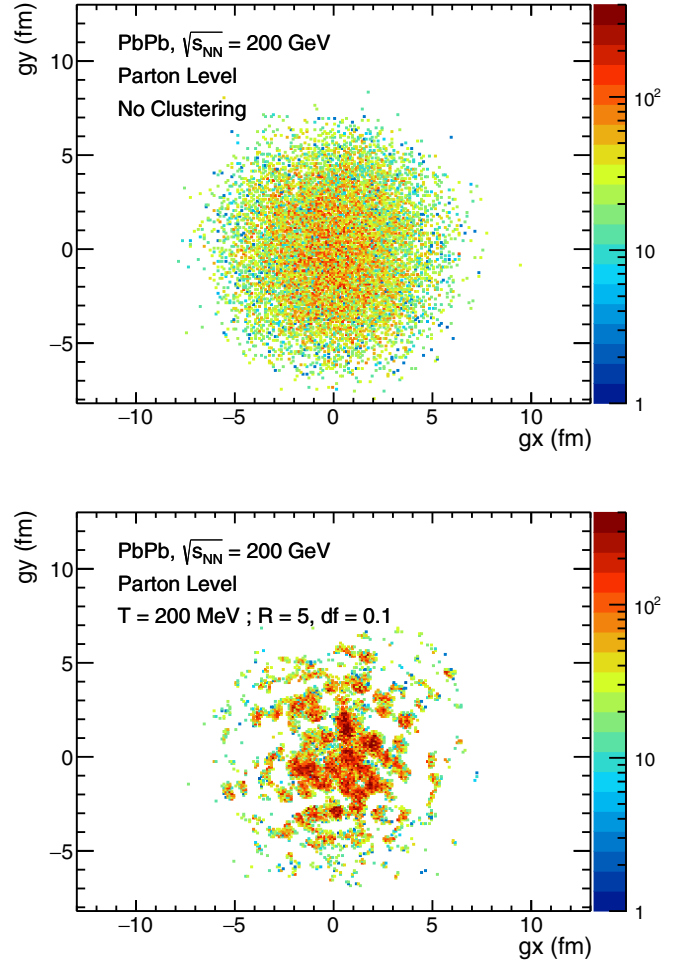 gy (fm)
PbPb, √s_NN = 200 GeV
Parton Level
No Clustering
10
5
0
−5
−10
−5
0
5
10
gx (fm)
10²
10
1
gy (fm)
PbPb, √s_NN = 200 GeV
Parton Level
T = 200 MeV ; R = 5, df = 0.1
10
5
0
−5
−10
−5
0
5
10
gx (fm)
10²
10
1